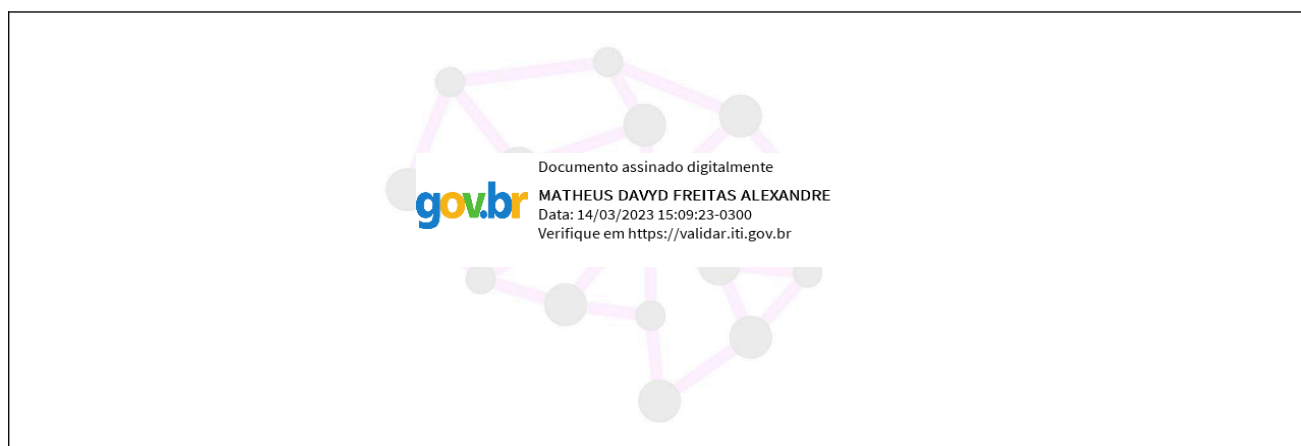 Documento assinado digitalmente
gov.br
MATHEUS DAVYD FREITAS ALEXANDRE
Data: 14/03/2023 15:09:23-0300
Verifique em https://validar.iti.gov.br